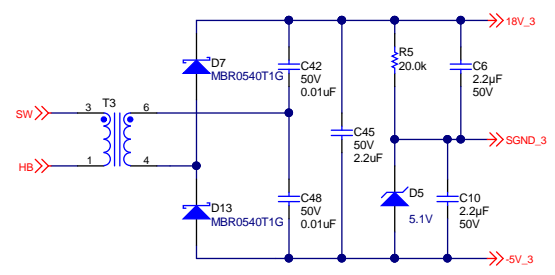 18V_3
D7
MBR0540T1G
C42
50V
0.01uF
R5
20.0k
C6
2.2µF
50V
T3
SW
3
6
HB
1
4
C45
50V
2.2uF
SGND_3
D13
MBR0540T1G
C48
50V
0.01uF
D5
5.1V
C10
2.2µF
50V
-5V_3